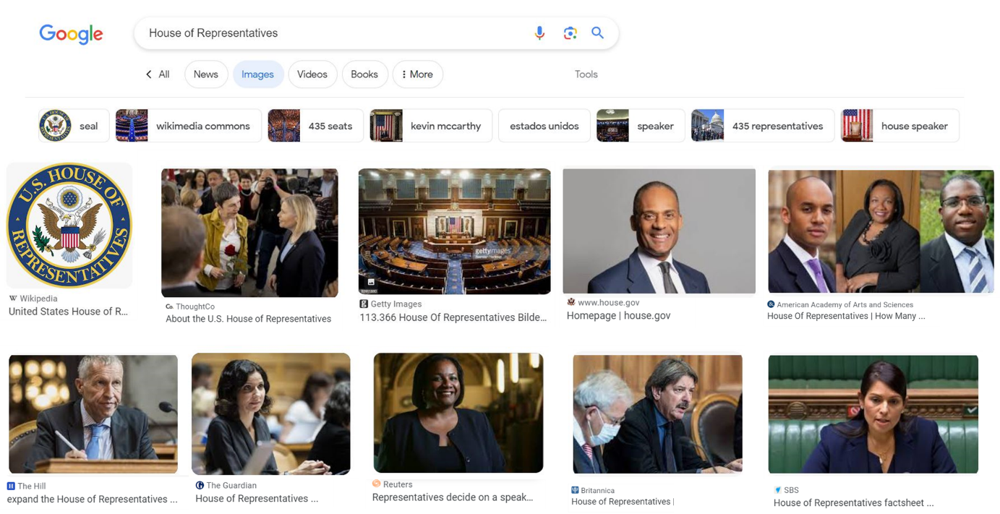 Google
House of Representatives
All
News
Images
Videos
Books
More
Tools
U.S. HOUSE OF REPRESENTATIVES
seal
wikimedia commons
435 seats
kevin mccarthy
estados unidos
speaker
435 representatives
house speaker
U.S. HOUSE OF REPRESENTATIVES
W Wikipedia
United States House of R...
Co. ThoughtCo
About the U.S. House of Representatives
gettyimages
g Getty Images
113.366 House Of Representatives Bilde...
www.house.gov
Homepage | house.gov
American Academy of Arts and Sciences
House Of Representatives | How Many ...
H The Hill
expand the House of Representatives ...
The Guardian
House of Representatives ...
Reuters
Representatives decide on a speak...
Britannica
House of Representatives |
SBS
House of Representatives factsheet ...